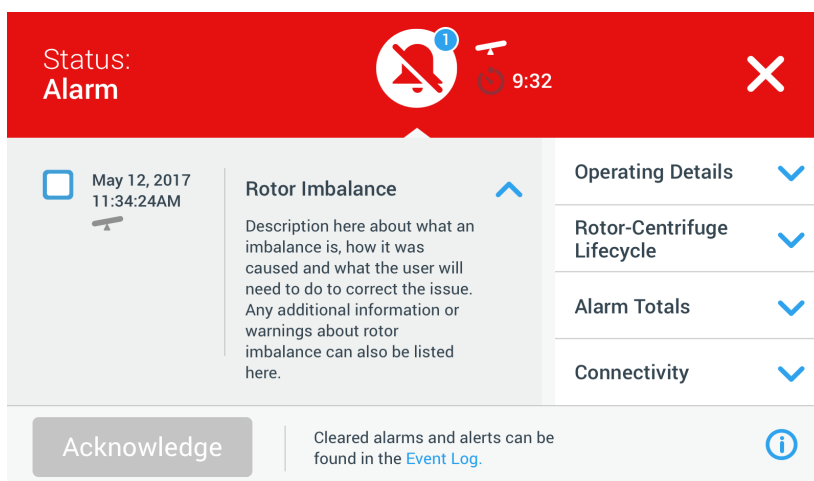 Status:
Alarm
1
9:32
May 12, 2017
11:34:24AM
Rotor Imbalance
Description here about what an
imbalance is, how it was
caused and what the user will
need to do to correct the issue.
Any additional information or
warnings about rotor
imbalance can also be listed
here.
Operating Details
Rotor-Centrifuge
Lifecycle
Alarm Totals
Connectivity
Acknowledge
Cleared alarms and alerts can be
found in the Event Log.